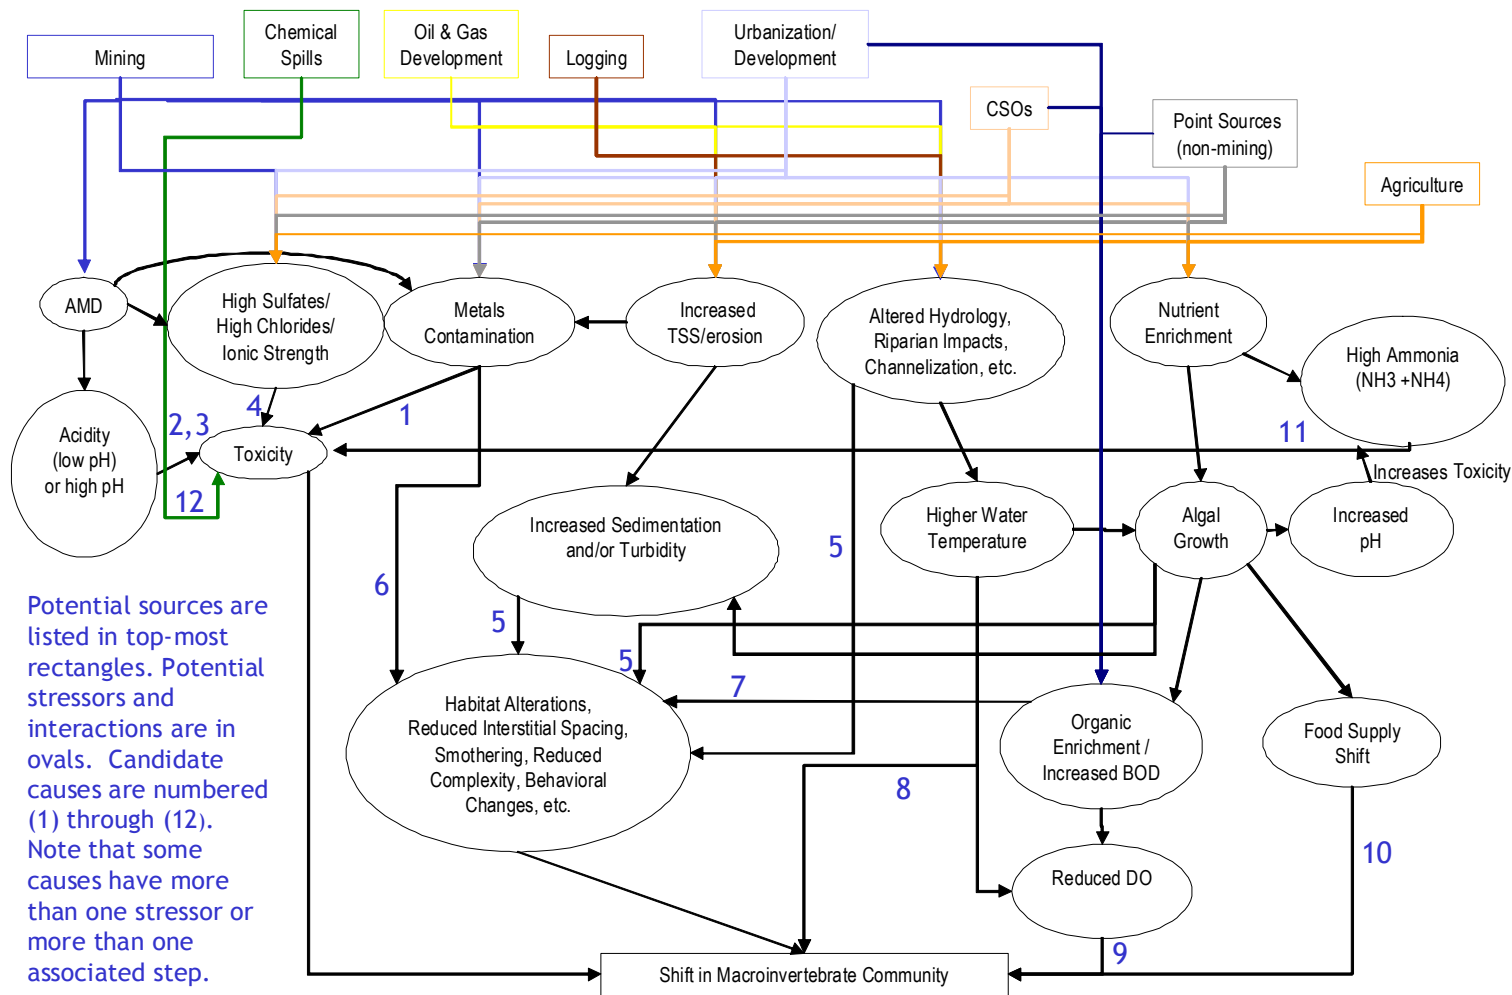 Mining
Chemical
Spills
Oil & Gas
Development
Logging
Urbanization/
Development
CSOs
Point Sources
(non-mining)
Agriculture
AMD
High Sulfates/
High Chlorides/
Ionic Strength
Metals
Contamination
Increased
TSS/erosion
Altered Hydrology,
Riparian Impacts,
Channelization, etc.
Nutrient
Enrichment
High Ammonia
(NH3 +NH4)
Acidity
(low pH)
or high pH
2,3
4
Toxicity
1
11
Increases Toxicity
12
Increased Sedimentation
and/or Turbidity
5
Higher Water
Temperature
Algal
Growth
Increased
pH
6
5
5
Potential sources are
listed in top-most
rectangles. Potential
stressors and
interactions are in
ovals.  Candidate
causes are numbered
(1) through (12).
Note that some
causes have more
than one stressor or
more than one
associated step.
7
Habitat Alterations,
Reduced Interstitial Spacing,
Smothering, Reduced
Complexity, Behavioral
Changes, etc.
Organic
Enrichment /
Increased BOD
Food Supply
Shift
8
10
Reduced DO
9
Shift in Macroinvertebrate Community